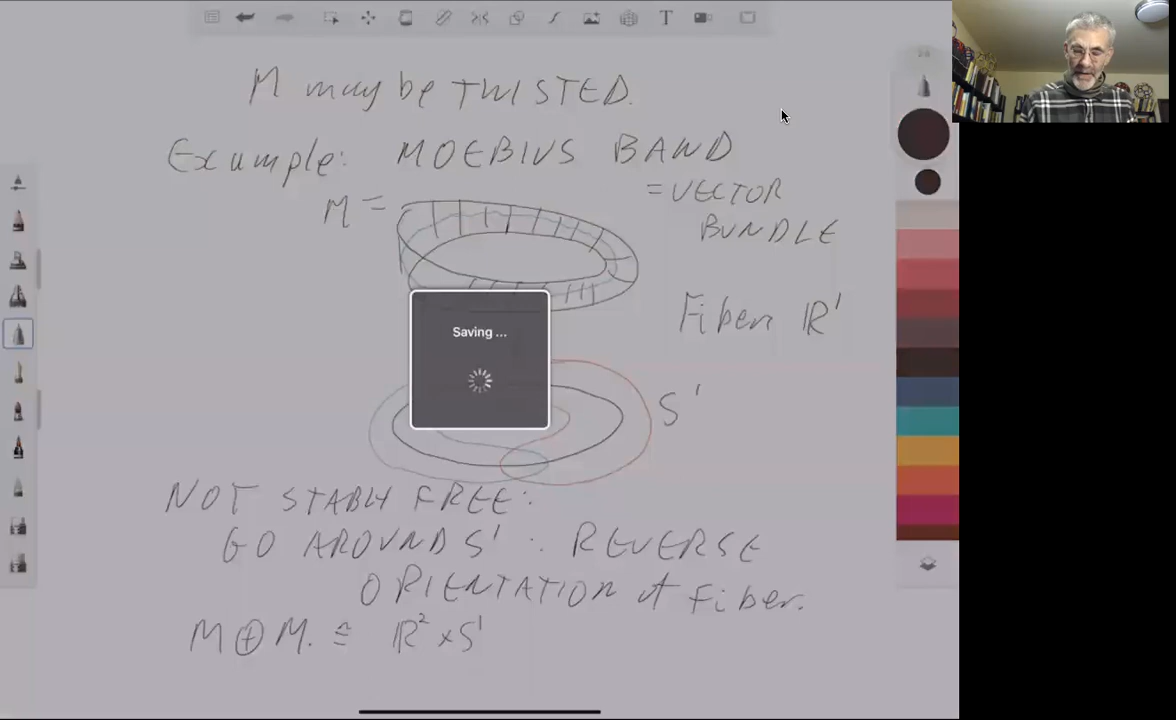 M may be TWISTED.
Example: MOEBIUS BAND
= VECTOR
BUNDLE
M =
Fiber ℝ¹
Saving ...
S¹
NOT STABLY FREE:
GO AROUND S¹ : REVERSE
ORIENTATION of Fiber.
M ⊕ M. ≅ ℝ² × S¹